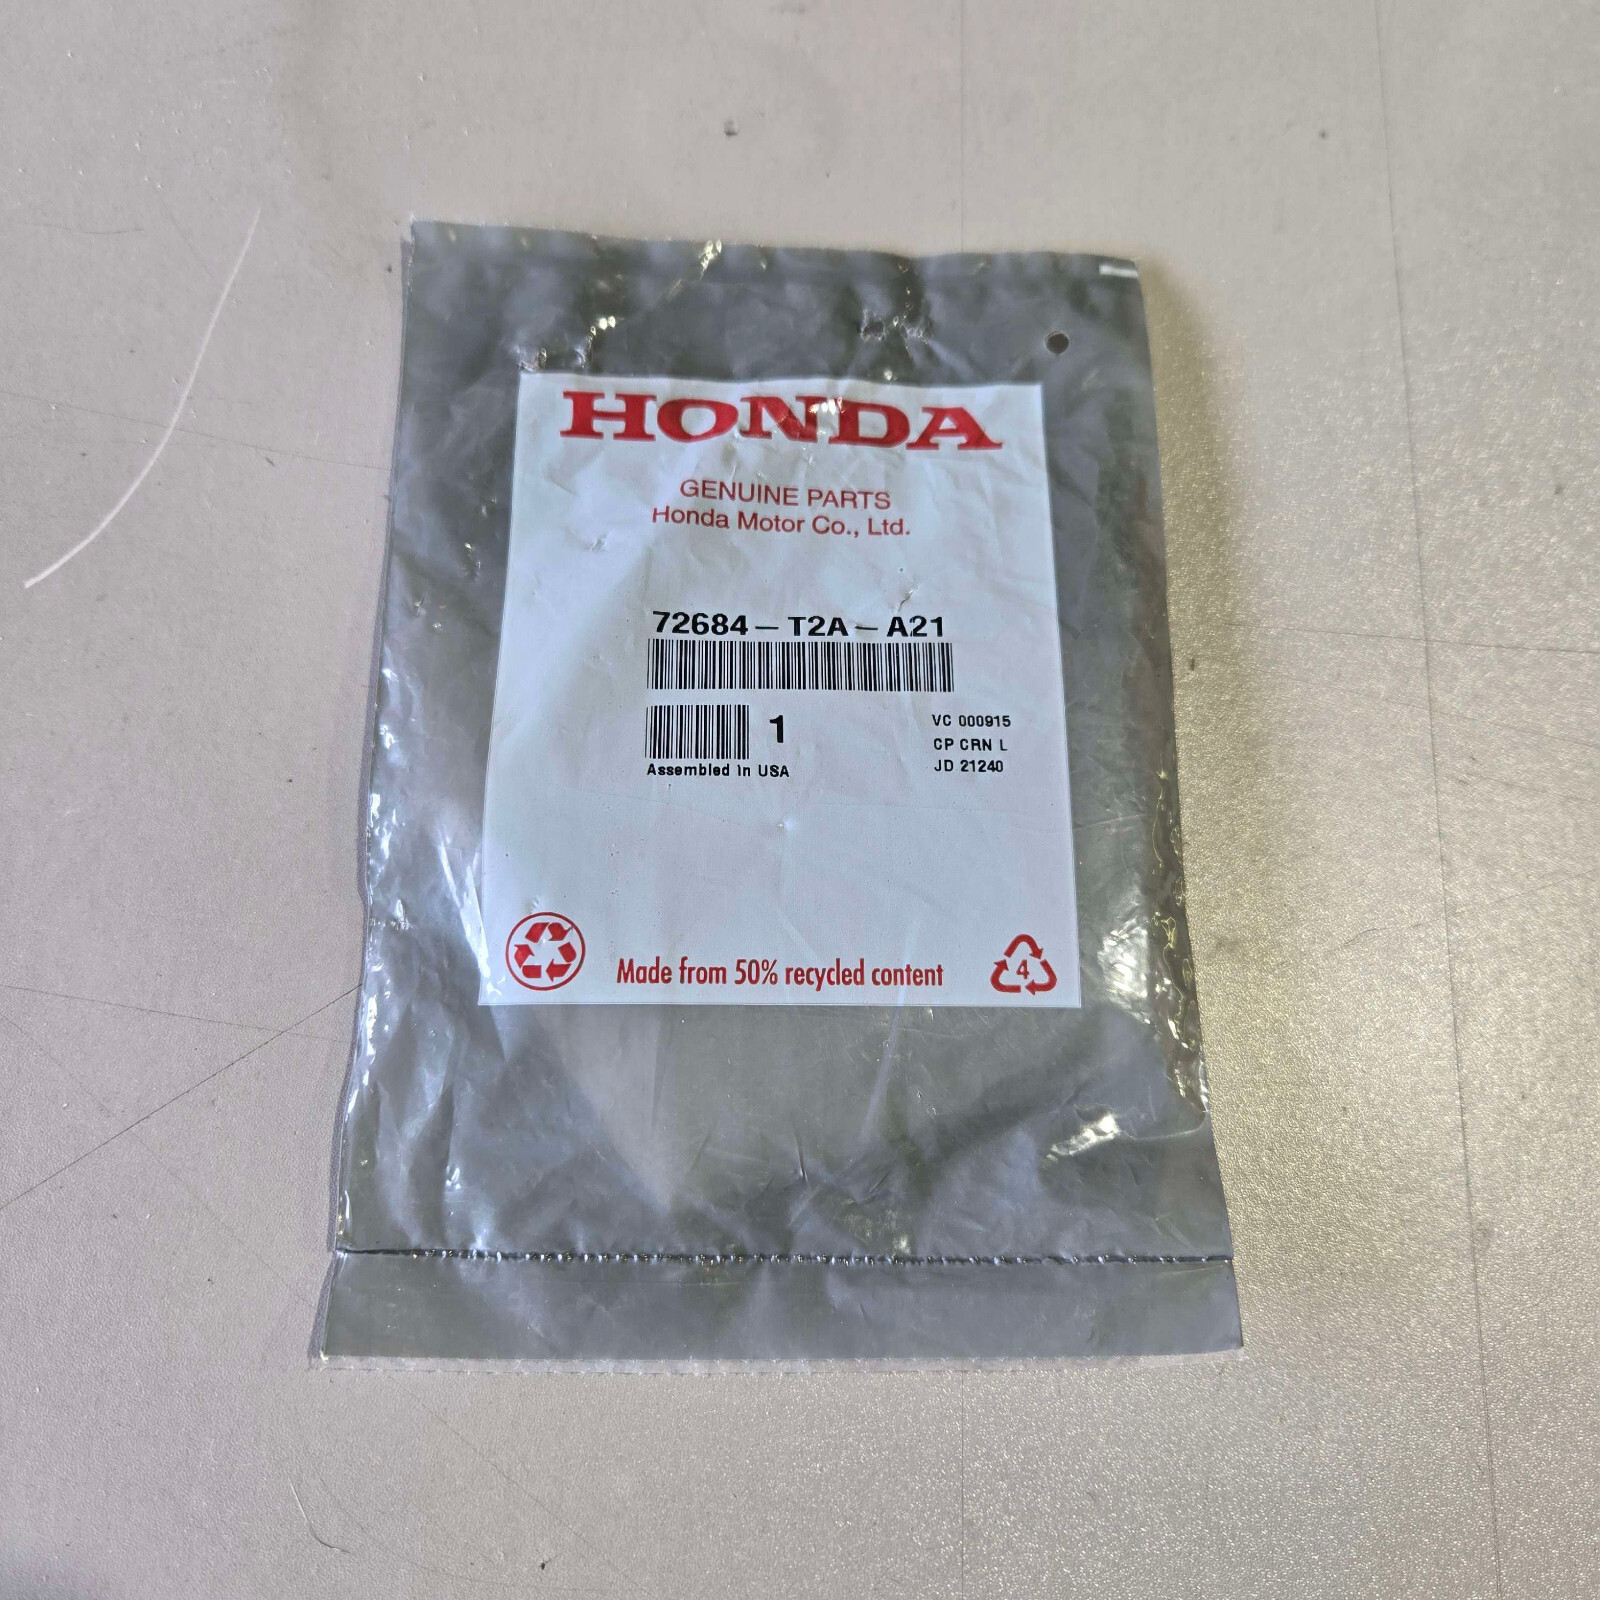 HONDA
GENUINE PARTS
Honda Motor Co., Ltd.
72684 – T2A – A21
1
VC 000915
CP CRN L
Assembled in USA
JD 21240
Made from 50% recycled content
4